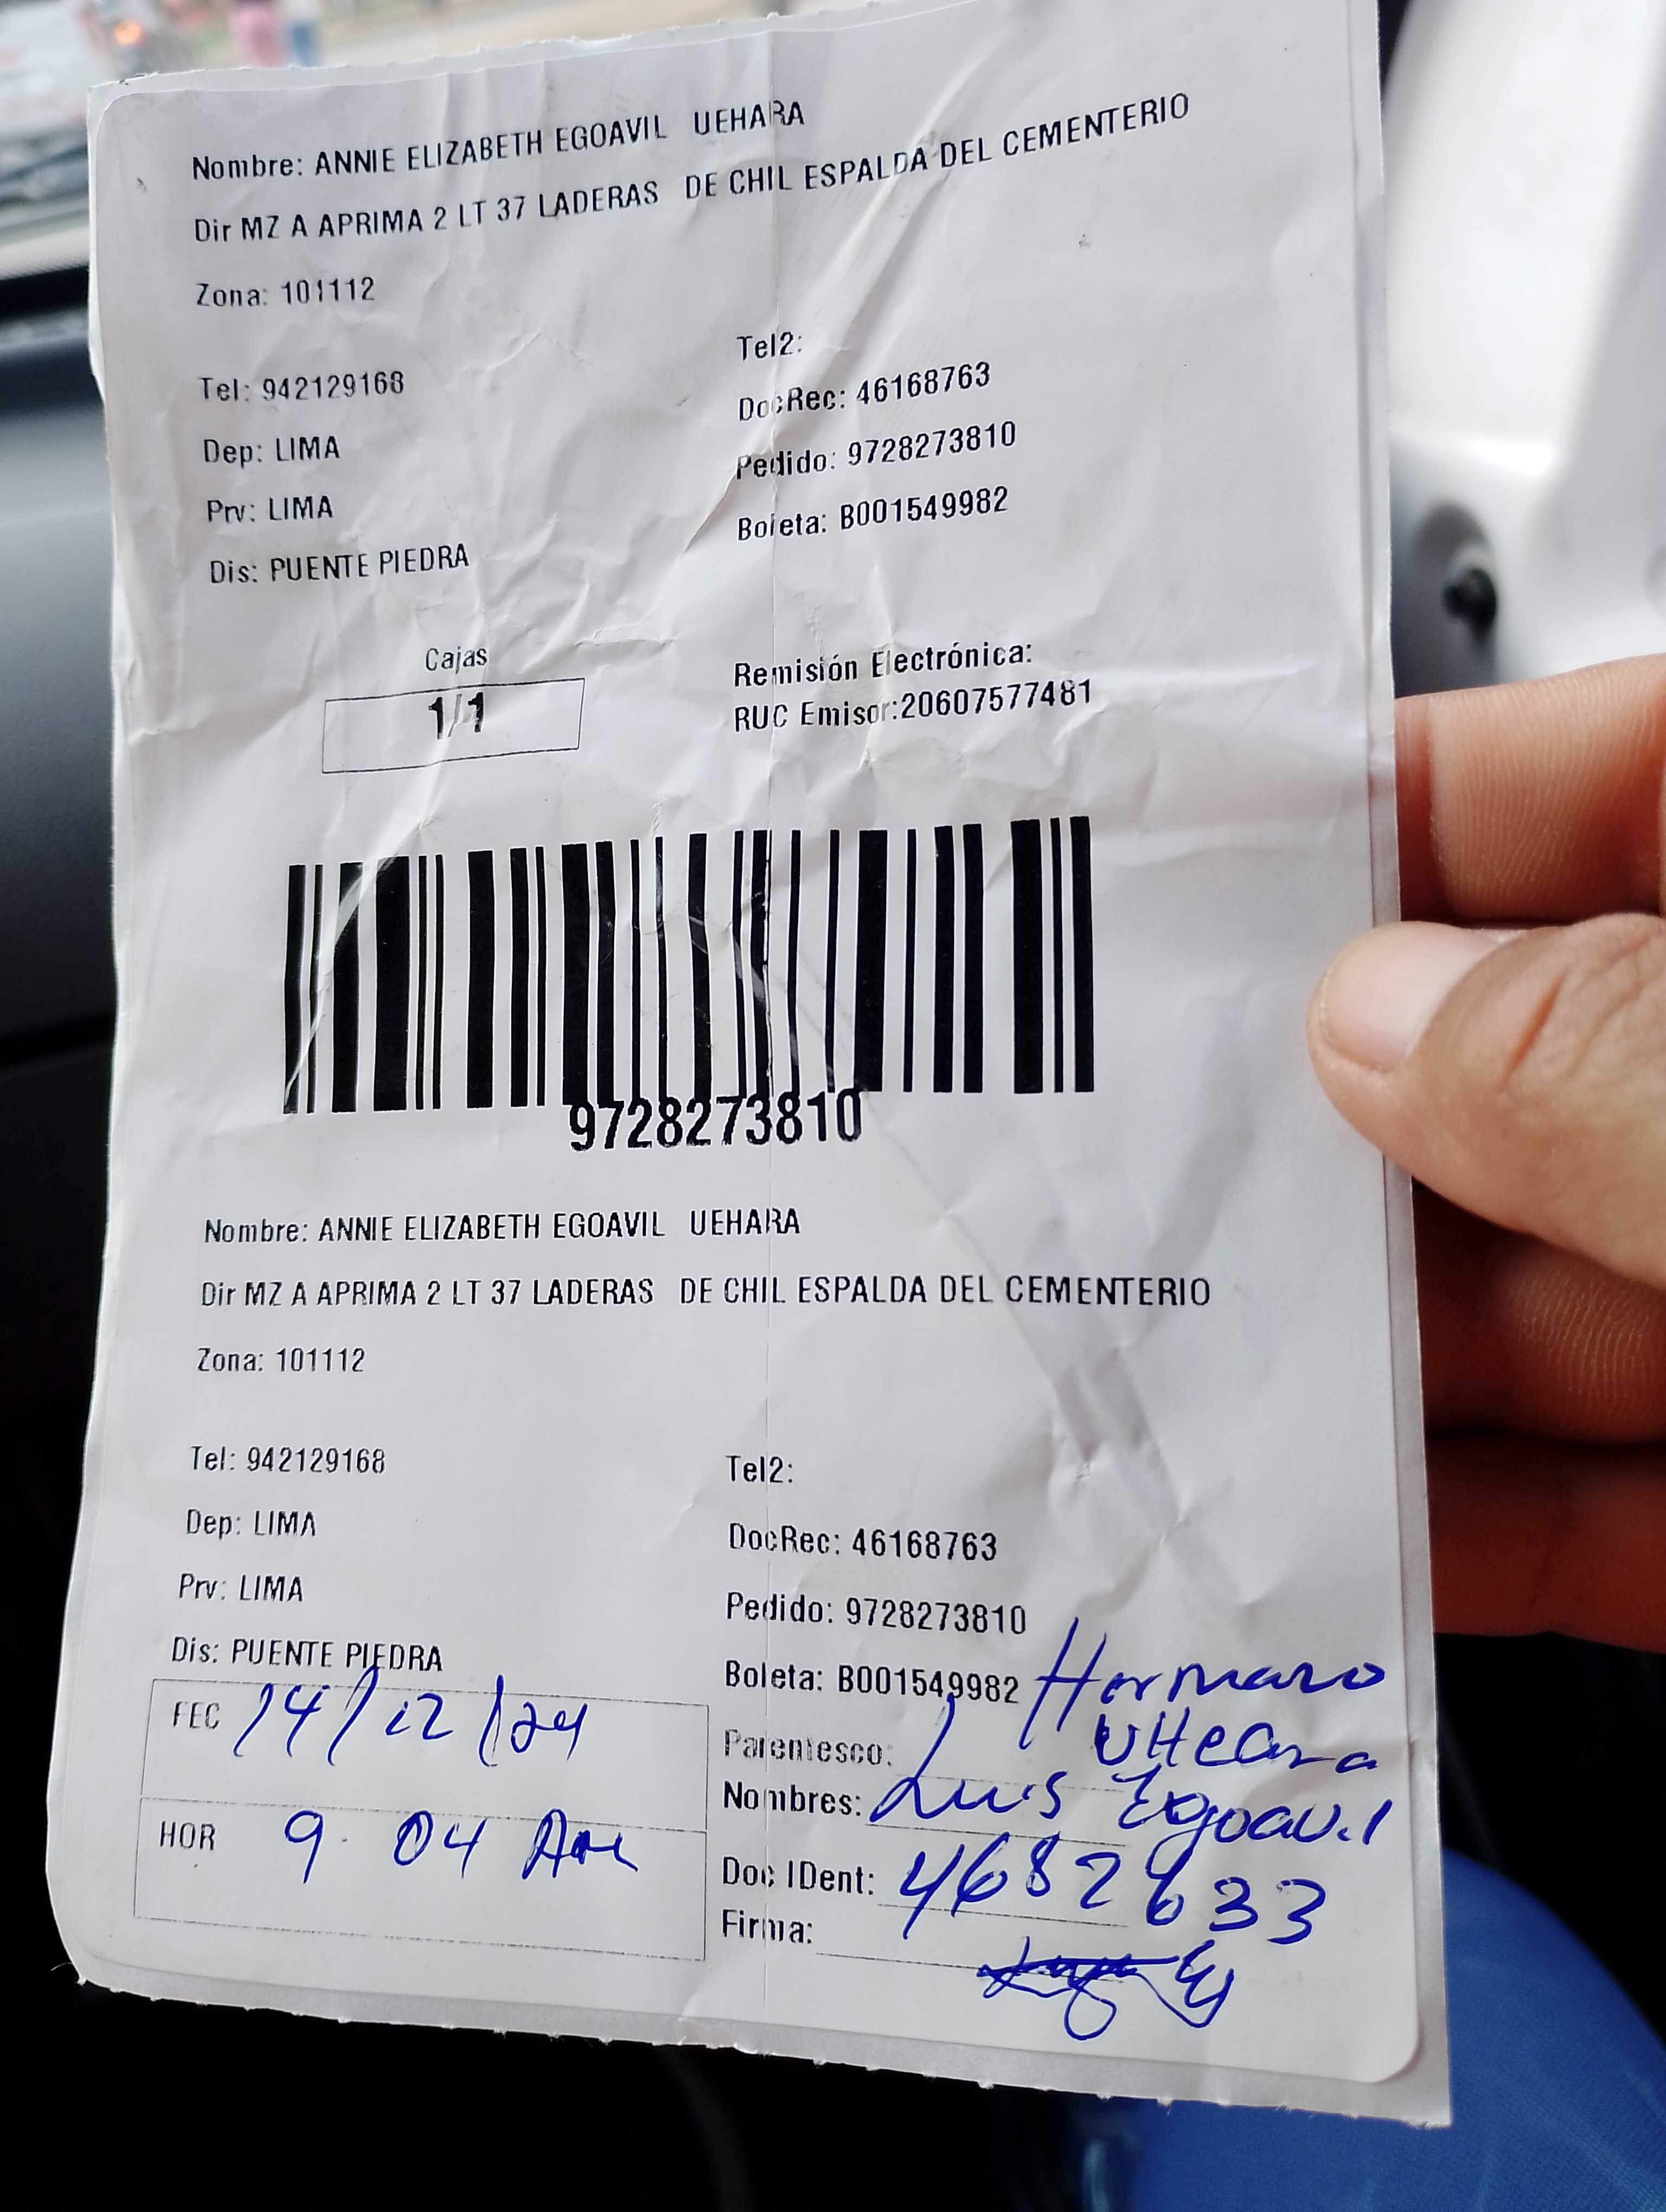 Nombre: ANNIE ELIZABETH EGOAVIL UEHARA
Dir MZ A APRIMA 2 LT 37 LADERAS DE CHIL ESPALDA DEL CEMENTERIO
Zona: 101112
Tel: 942129168
Tel2:
DocRec: 46168763
Dep: LIMA
Pedido: 9728273810
Prv: LIMA
Boleta: B001549982
Dis: PUENTE PIEDRA
Cajas
1/1
Remisión Electrónica:
RUC Emisor:20607577481
9728273810
Nombre: ANNIE ELIZABETH EGOAVIL UEHARA
Dir MZ A APRIMA 2 LT 37 LADERAS DE CHIL ESPALDA DEL CEMENTERIO
Zona: 101112
Tel: 942129168
Tel2:
Dep: LIMA
DocRec: 46168763
Prv: LIMA
Pedido: 9728273810
Dis: PUENTE PIEDRA
Boleta: B001549982
FEC 14/12/24
Parentesco: Hermano
UHeara
Nombres: Luis Egoavil
HOR 9.04 Am
Doc IDent: 4682633
Firma: